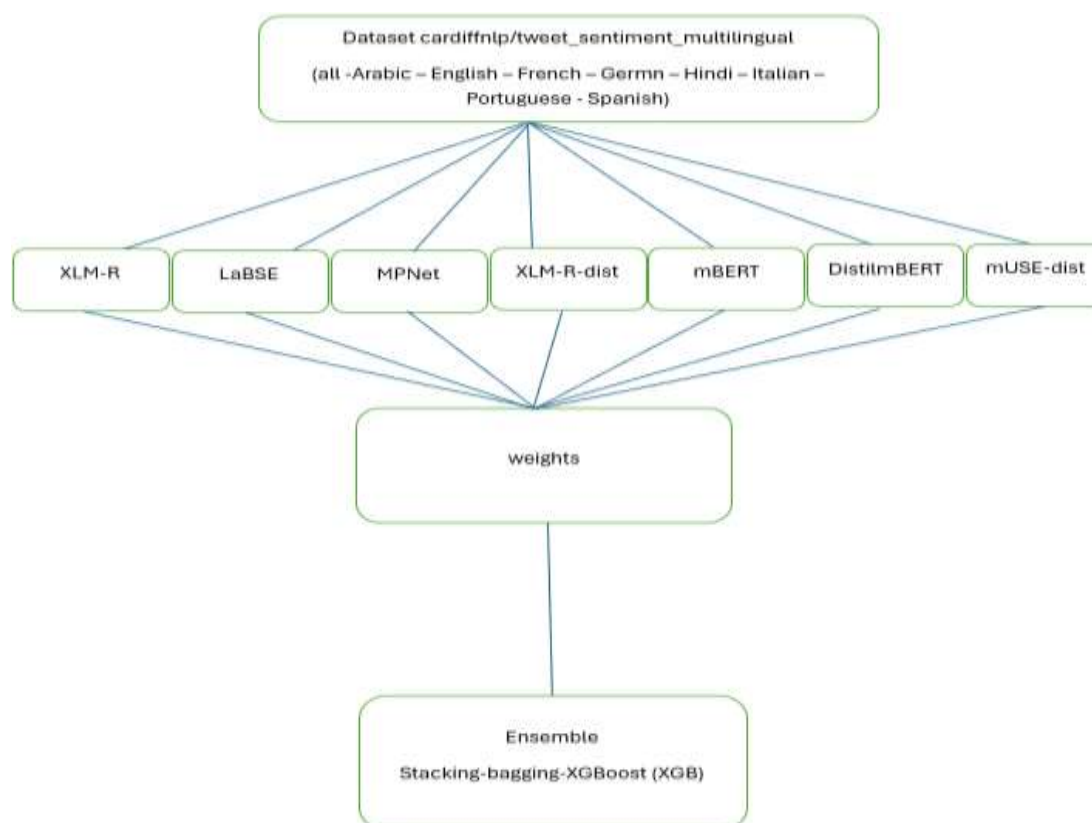 Dataset cardiffnlp/tweet_sentiment_multilingual
(all -Arabic – English – French – Germn – Hindi – Italian –
Portuguese - Spanish)
XLM-R
LaBSE
MPNet
XLM-R-dist
mBERT
DistilmBERT
mUSE-dist
weights
Ensemble
Stacking-bagging-XGBoost (XGB)